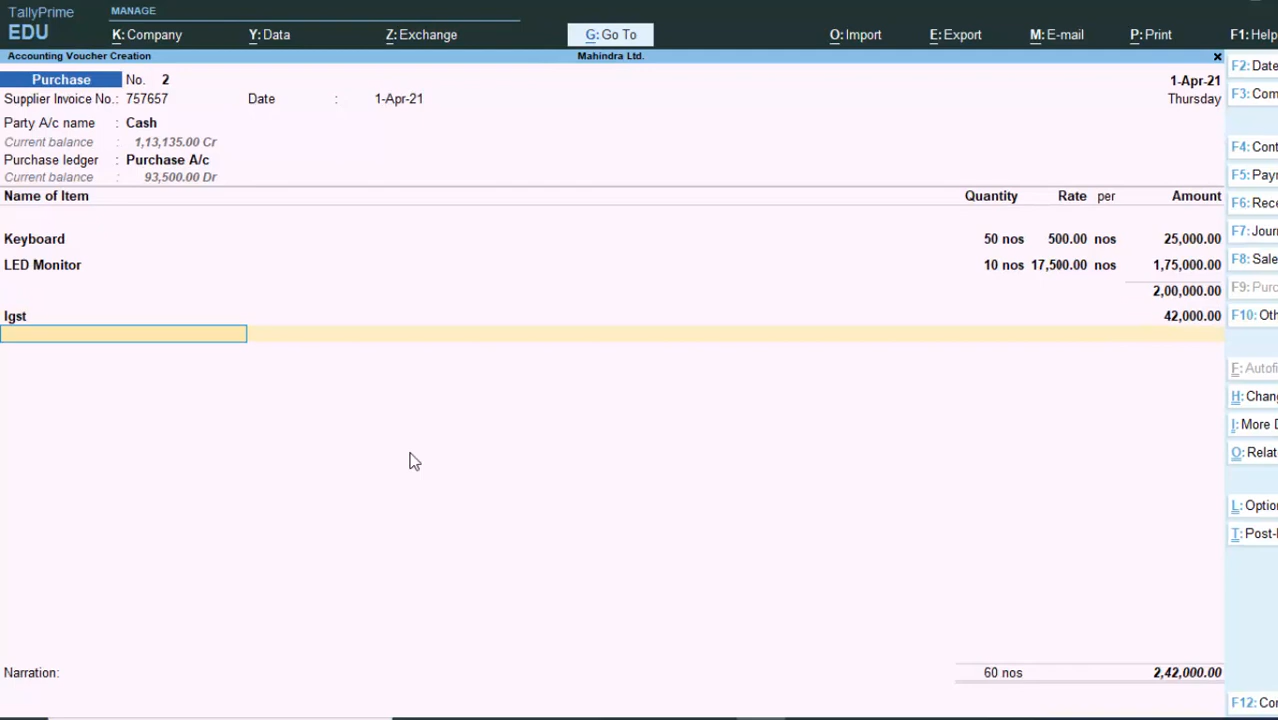 TallyPrime
EDU
MANAGE
K: Company
Y: Data
Z: Exchange
G: Go To
O: Import
E: Export
M: E-mail
P: Print
F1: Help
Accounting Voucher Creation
Mahindra Ltd.
×
Purchase No. 2
1-Apr-21
Supplier Invoice No.: 757657 Date : 1-Apr-21
Thursday
Party A/c name : Cash
Current balance : 1,13,135.00 Cr
Purchase ledger : Purchase A/c
Current balance : 93,500.00 Dr
Name of Item Quantity Rate per Amount
Keyboard 50 nos 500.00 nos 25,000.00
LED Monitor 10 nos 17,500.00 nos 1,75,000.00
2,00,000.00
Igst 42,000.00
Narration: 60 nos 2,42,000.00
F2: Date
F3: Com
F4: Cont
F5: Payr
F6: Rece
F7: Jour
F8: Sale
F9: Purc
F10: Oth
F: Autofi
H: Chan
I: More D
O: Relat
L: Optio
T: Post-
F12: Co